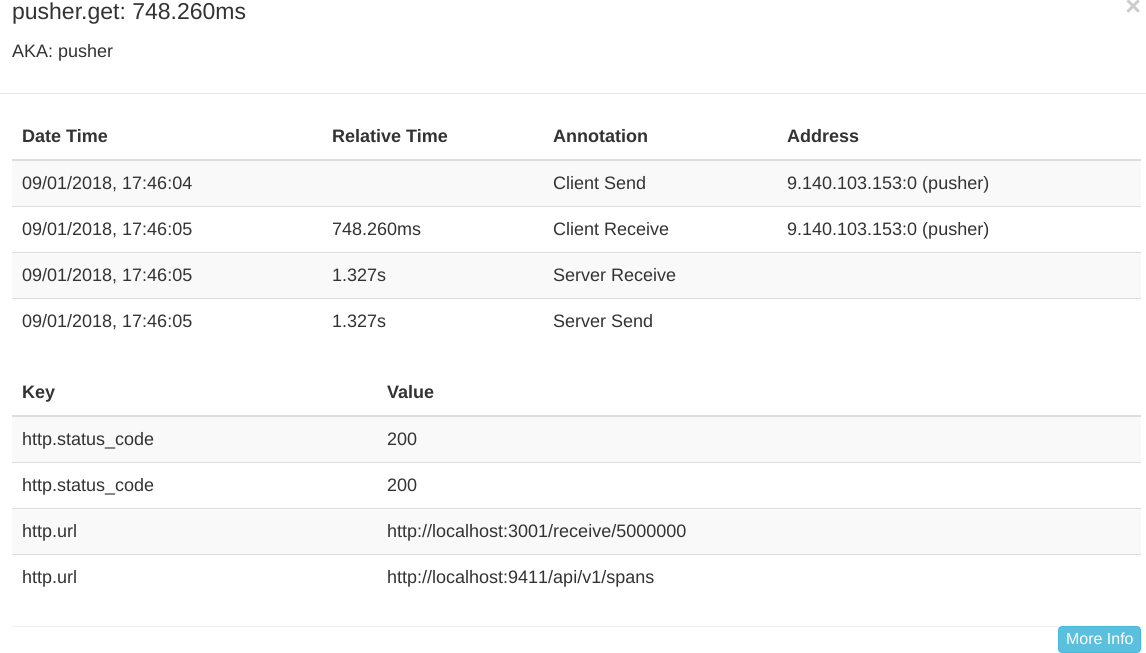 pusher.get: 748.260ms ×
AKA: pusher
Date Time Relative Time Annotation Address
09/01/2018, 17:46:04 Client Send 9.140.103.153:0 (pusher)
09/01/2018, 17:46:05 748.260ms Client Receive 9.140.103.153:0 (pusher)
09/01/2018, 17:46:05 1.327s Server Receive
09/01/2018, 17:46:05 1.327s Server Send
Key Value
http.status_code 200
http.status_code 200
http.url http://localhost:3001/receive/5000000
http.url http://localhost:9411/api/v1/spans
More Info